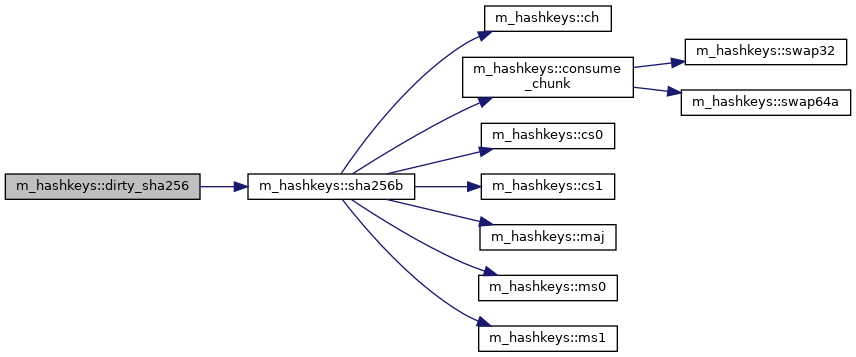 m_hashkeys::dirty_sha256
m_hashkeys::sha256b
m_hashkeys::ch
m_hashkeys::consume
_chunk
m_hashkeys::swap32
m_hashkeys::swap64a
m_hashkeys::cs0
m_hashkeys::cs1
m_hashkeys::maj
m_hashkeys::ms0
m_hashkeys::ms1